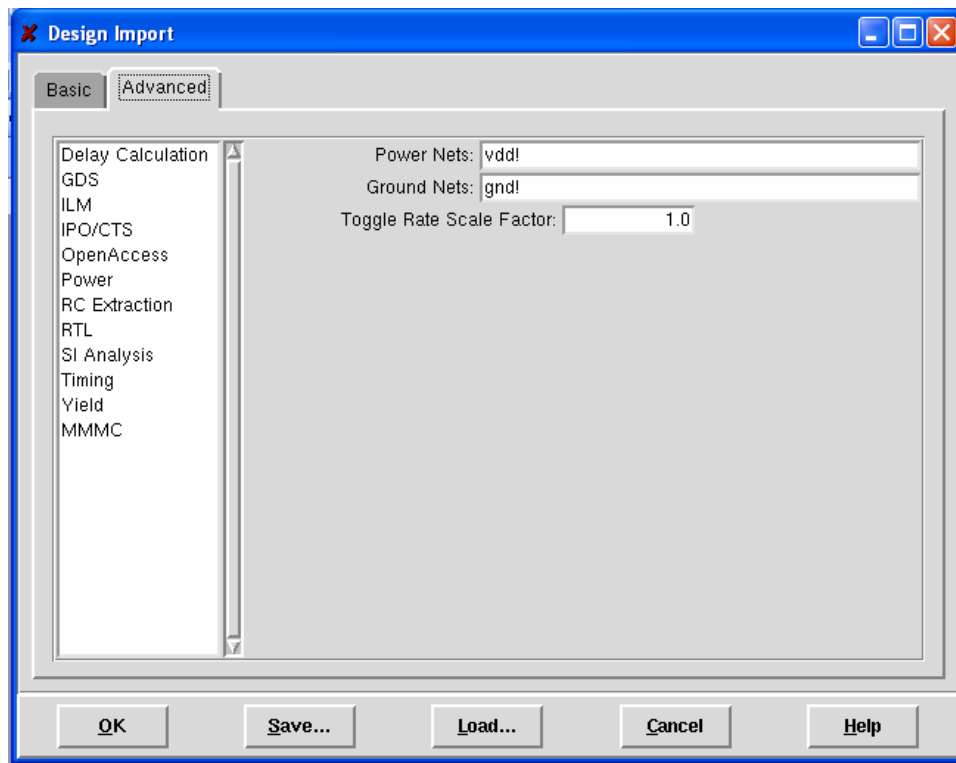 Design Import
Basic
Advanced
Delay Calculation
GDS
ILM
IPO/CTS
OpenAccess
Power
RC Extraction
RTL
SI Analysis
Timing
Yield
MMMC
Power Nets: vdd!
Ground Nets: gnd!
Toggle Rate Scale Factor: 1.0
OK
Save...
Load...
Cancel
Help